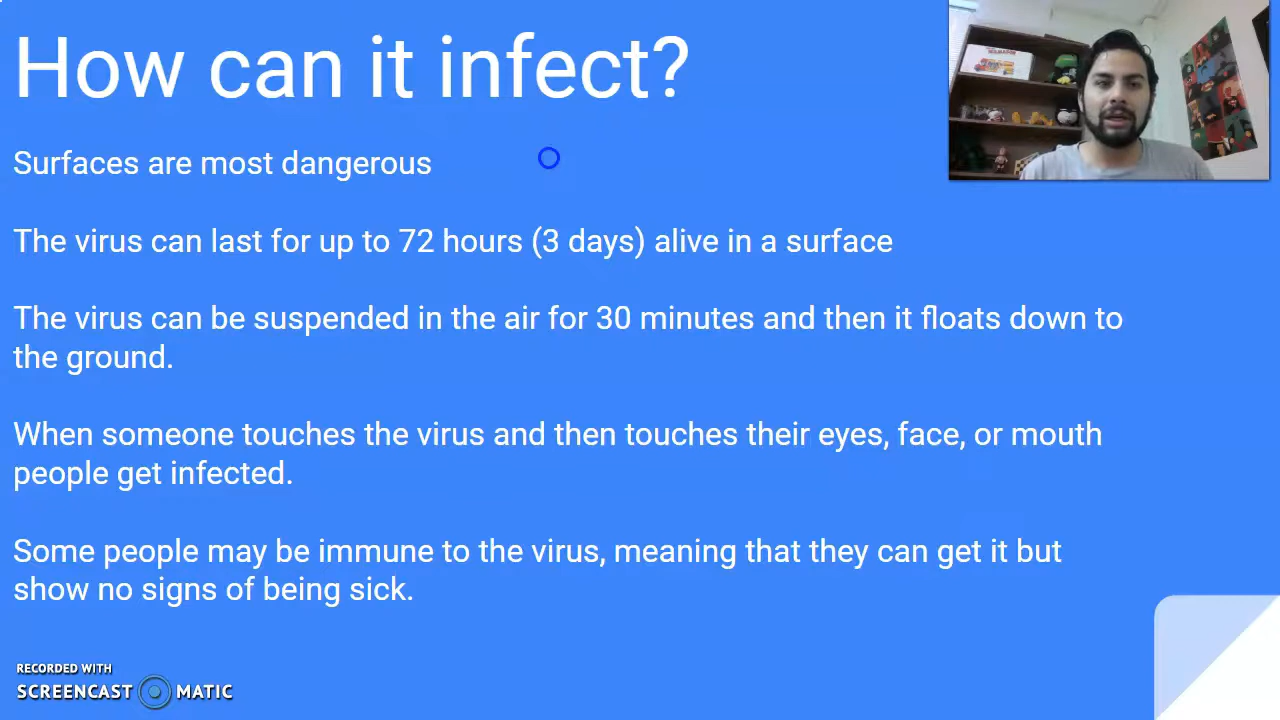 How can it infect?
Surfaces are most dangerous
The virus can last for up to 72 hours (3 days) alive in a surface
The virus can be suspended in the air for 30 minutes and then it floats down to
the ground.
When someone touches the virus and then touches their eyes, face, or mouth
people get infected.
Some people may be immune to the virus, meaning that they can get it but
show no signs of being sick.
RECORDED WITH
SCREENCAST MATIC